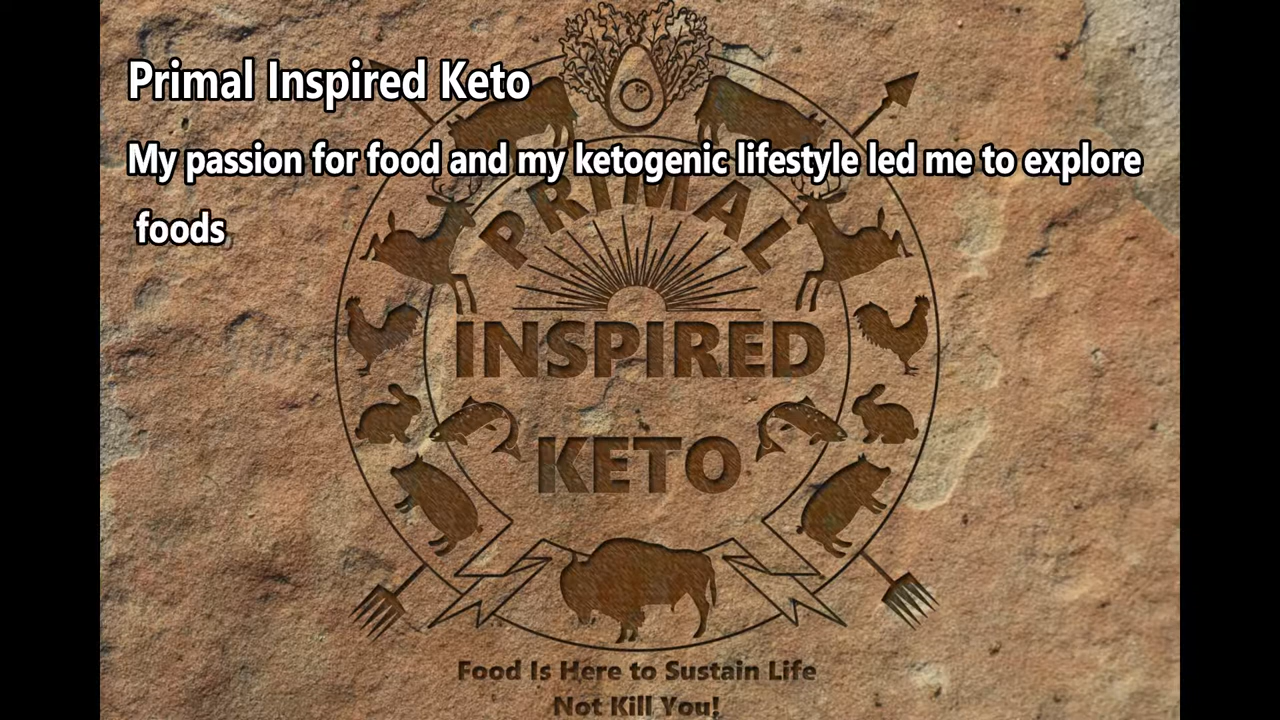 Primal Inspired Keto
My passion for food and my ketogenic lifestyle led me to explore
foods
PRIMAL
INSPIRED
KETO
Food Is Here to Sustain Life
Not Kill You!